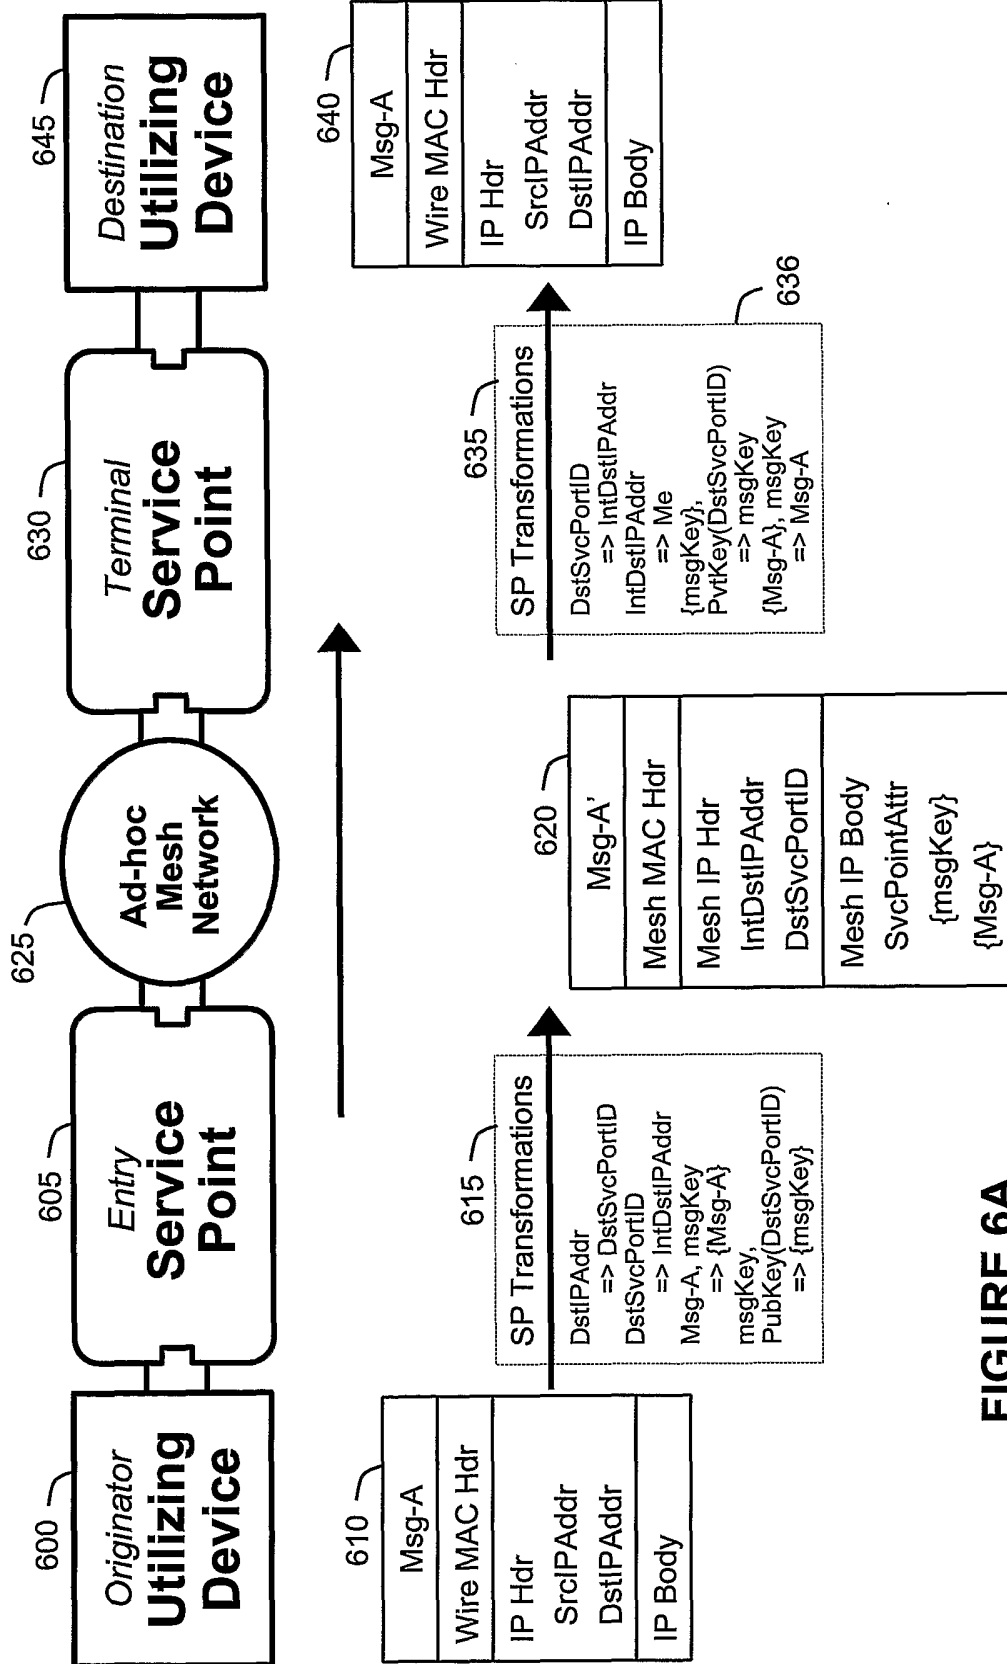 600
Originator
Utilizing
Device
605
Entry
Service
Point
625
Ad-hoc
Mesh
Network
630
Terminal
Service
Point
645
Destination
Utilizing
Device
610
Msg-A
Wire MAC Hdr
IP Hdr
SrcIPAddr
DstIPAddr
IP Body
615
SP Transformations
DstIPAddr
=> DstSvcPortID
DstSvcPortID
=> IntDstIPAddr
Msg-A, msgKey
=> {Msg-A}
msgKey,
PubKey(DstSvcPortID)
=> {msgKey}
620
Msg-A'
Mesh MAC Hdr
Mesh IP Hdr
IntDstIPAddr
DstSvcPortID
Mesh IP Body
SvcPointAttr
{msgKey}
{Msg-A}
635
SP Transformations
DstSvcPortID
=> IntDstIPAddr
IntDstIPAddr
=> Me
{msgKey},
PvtKey(DstSvcPortID)
=> msgKey
{Msg-A}, msgKey
=> Msg-A
636
640
Msg-A
Wire MAC Hdr
IP Hdr
SrcIPAddr
DstIPAddr
IP Body
FIGURE 6A